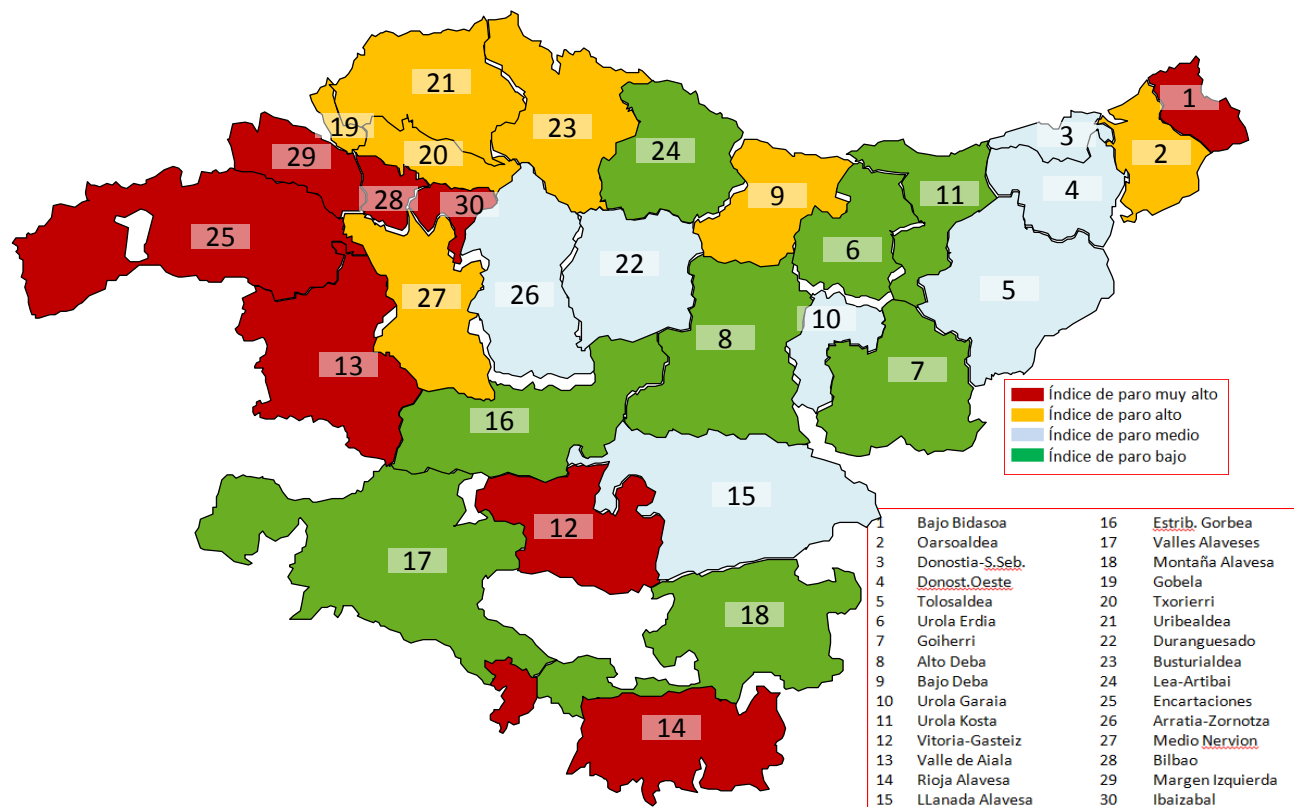 21
1
19
23
3
20
24
2
29
4
28
30
9
11
25
6
22
5
27
26
10
8
13
7
16
Índice de paro muy alto
Índice de paro alto
Índice de paro medio
Índice de paro bajo
15
12
17
18
14
1 Bajo Bidasoa 16 Estrib. Gorbea
2 Oarsoaldea 17 Valles Alaveses
3 Donostia-S.Seb. 18 Montaña Alavesa
4 Donost.Oeste 19 Gobela
5 Tolosaldea 20 Txorierri
6 Urola Erdia 21 Uribealdea
7 Goiherri 22 Duranguesado
8 Alto Deba 23 Busturialdea
9 Bajo Deba 24 Lea-Artibai
10 Urola Garaia 25 Encartaciones
11 Urola Kosta 26 Arratia-Zornotza
12 Vitoria-Gasteiz 27 Medio Nervion
13 Valle de Aiala 28 Bilbao
14 Rioja Alavesa 29 Margen Izquierda
15 LLanada Alavesa 30 Ibaizabal